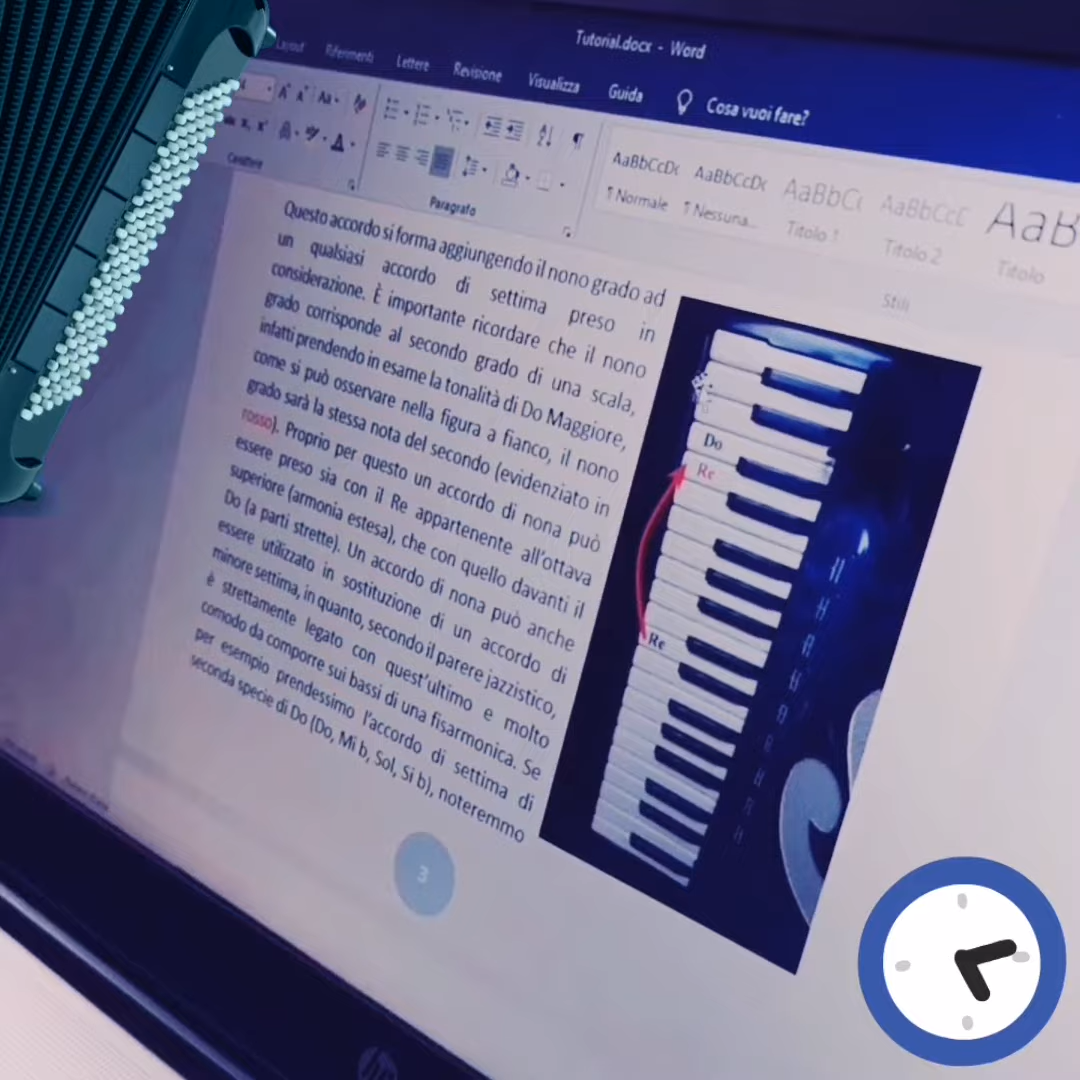 Tutorial.docx - Word
Layout Riferimenti Lettere Revisione Visualizza Guida Cosa vuoi fare?
Carattere
Paragrafo
AaBbCcDc AaBbCcDc AaBbC AaBbCcD AaB
¶ Normale ¶ Nessuna... Titolo 1 Titolo 2 Titolo
Stili
Questo accordo si forma aggiungendo il nono grado ad
un qualsiasi accordo di settima preso in
considerazione. È importante ricordare che il nono
grado corrisponde al secondo grado di una scala,
infatti prendendo in esame la tonalità di Do Maggiore,
come si può osservare nella figura a fianco, il nono
grado sarà la stessa nota del secondo (evidenziato in
rosso). Proprio per questo un accordo di nona può
essere preso sia con il Re appartenente all'ottava
superiore (armonia estesa), che con quello davanti il
Do (a parti strette). Un accordo di nona può anche
essere utilizzato in sostituzione di un accordo di
minore settima, in quanto, secondo il parere jazzistico,
è strettamente legato con quest'ultimo e molto
comodo da comporre sui bassi di una fisarmonica. Se
per esempio prendessimo l'accordo di settima di
seconda specie di Do (Do, Mi b, Sol, Si b), noteremmo
Do
Re
Re
3
hp